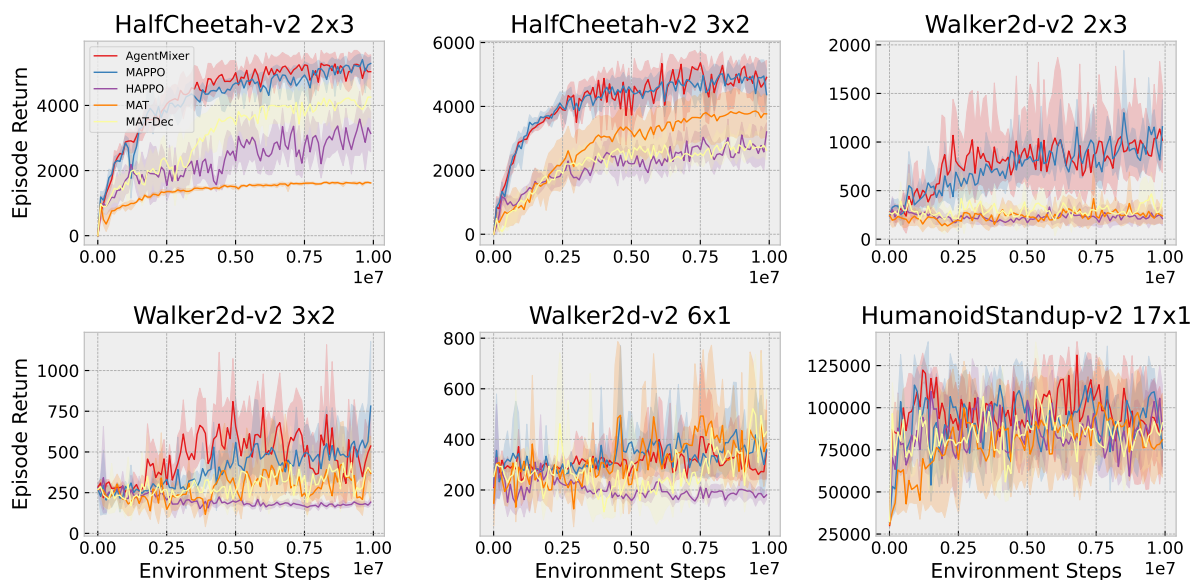 HalfCheetah-v2 2x3
HalfCheetah-v2 3x2
Walker2d-v2 2x3
Episode Return
0
2000
4000
AgentMixer
MAPPO
HAPPO
MAT
MAT-Dec
0.00 0.25 0.50 0.75 1.00
1e7
0
2000
4000
6000
0.00 0.25 0.50 0.75 1.00
1e7
0
500
1000
1500
2000
0.00 0.25 0.50 0.75 1.00
1e7
Walker2d-v2 3x2
Walker2d-v2 6x1
HumanoidStandup-v2 17x1
Episode Return
0
250
500
750
1000
0.00 0.25 0.50 0.75 1.00
Environment Steps 1e7
200
400
600
800
0.00 0.25 0.50 0.75 1.00
Environment Steps 1e7
25000
50000
75000
100000
125000
0.00 0.25 0.50 0.75 1.00
Environment Steps 1e7